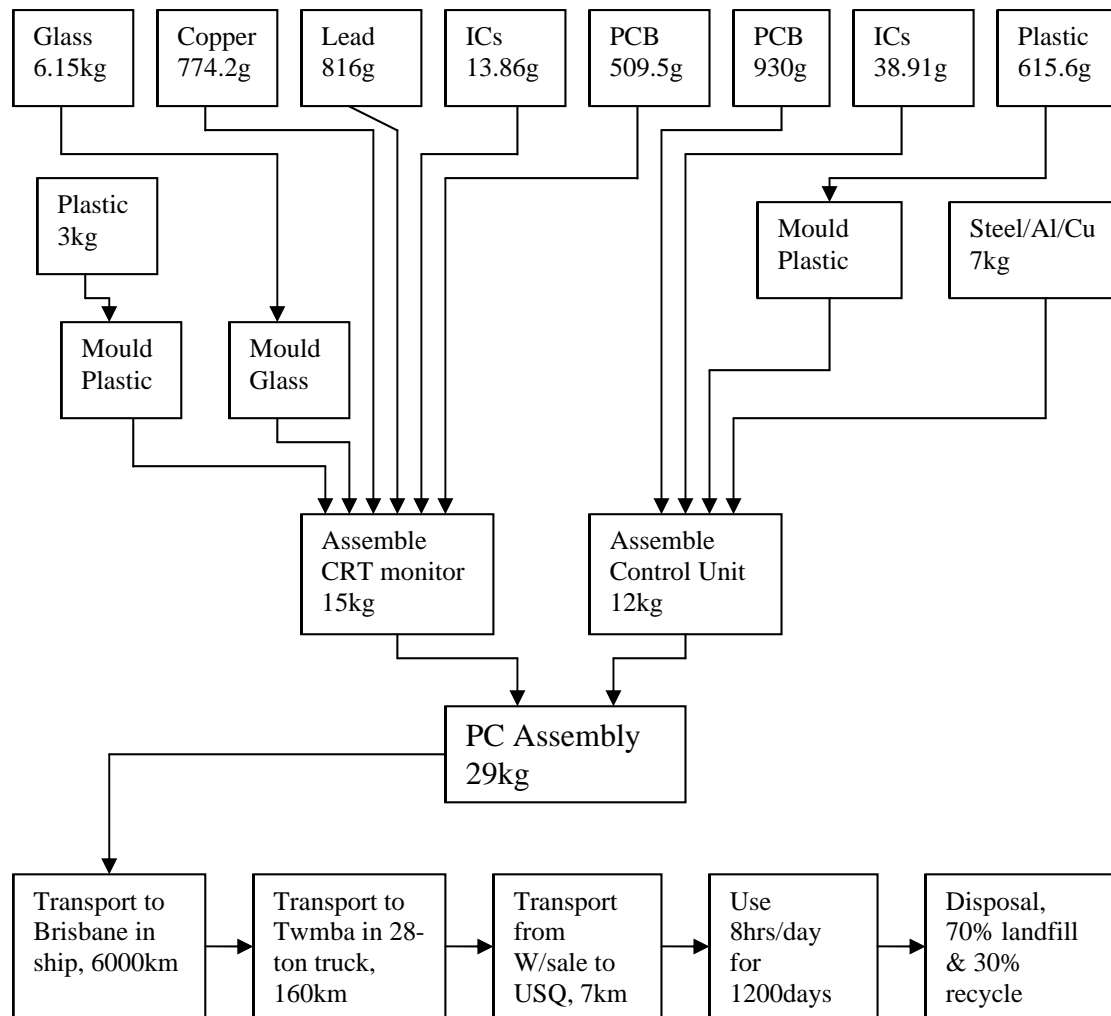 Glass
6.15kg
Copper
774.2g
Lead
816g
ICs
13.86g
PCB
509.5g
PCB
930g
ICs
38.91g
Plastic
615.6g
Plastic
3kg
Mould
Plastic
Steel/Al/Cu
7kg
Mould
Plastic
Mould
Glass
Assemble
CRT monitor
15kg
Assemble
Control Unit
12kg
PC Assembly
29kg
Transport to
Brisbane in
ship, 6000km
Transport to
Twmba in 28-
ton truck,
160km
Transport
from
W/sale to
USQ, 7km
Use
8hrs/day
for
1200days
Disposal,
70% landfill
& 30%
recycle